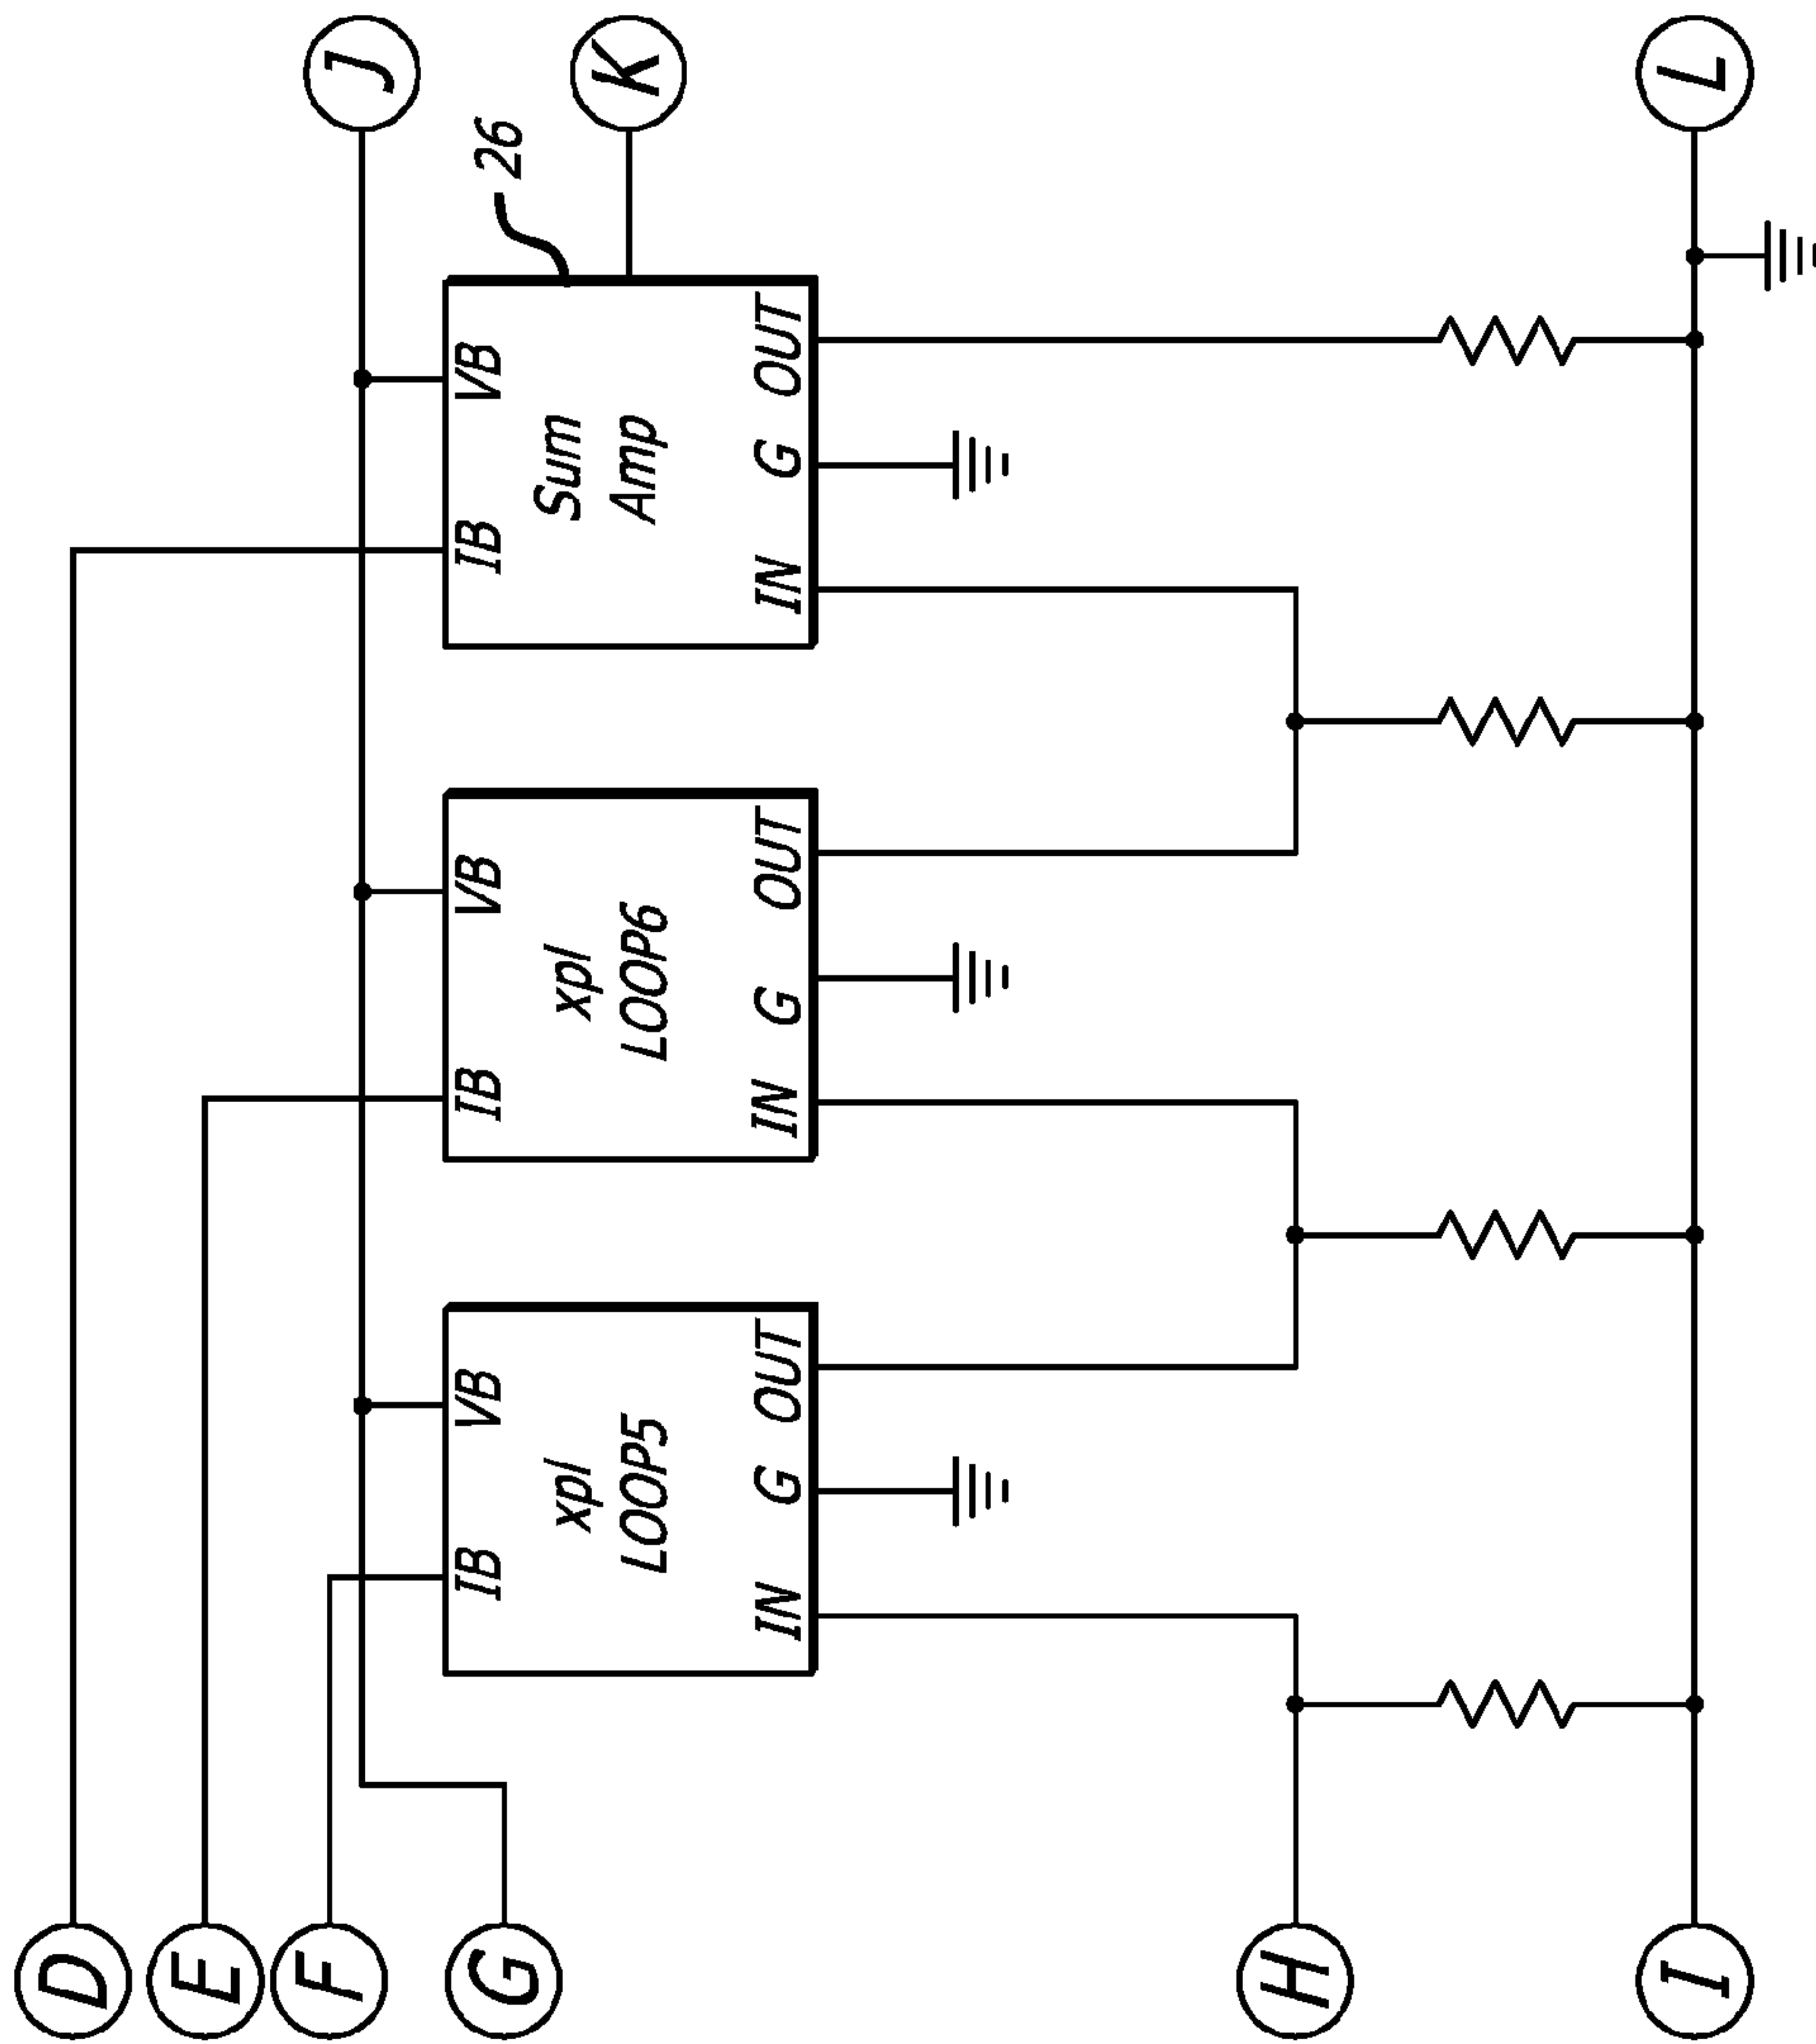 D
E
F
J
G
IB VB
IB VB
IB VB
26
xpl
LOOP5
xpl
LOOP6
Sum
Amp
K
IN G OUT
IN G OUT
IN G OUT
H
I
L